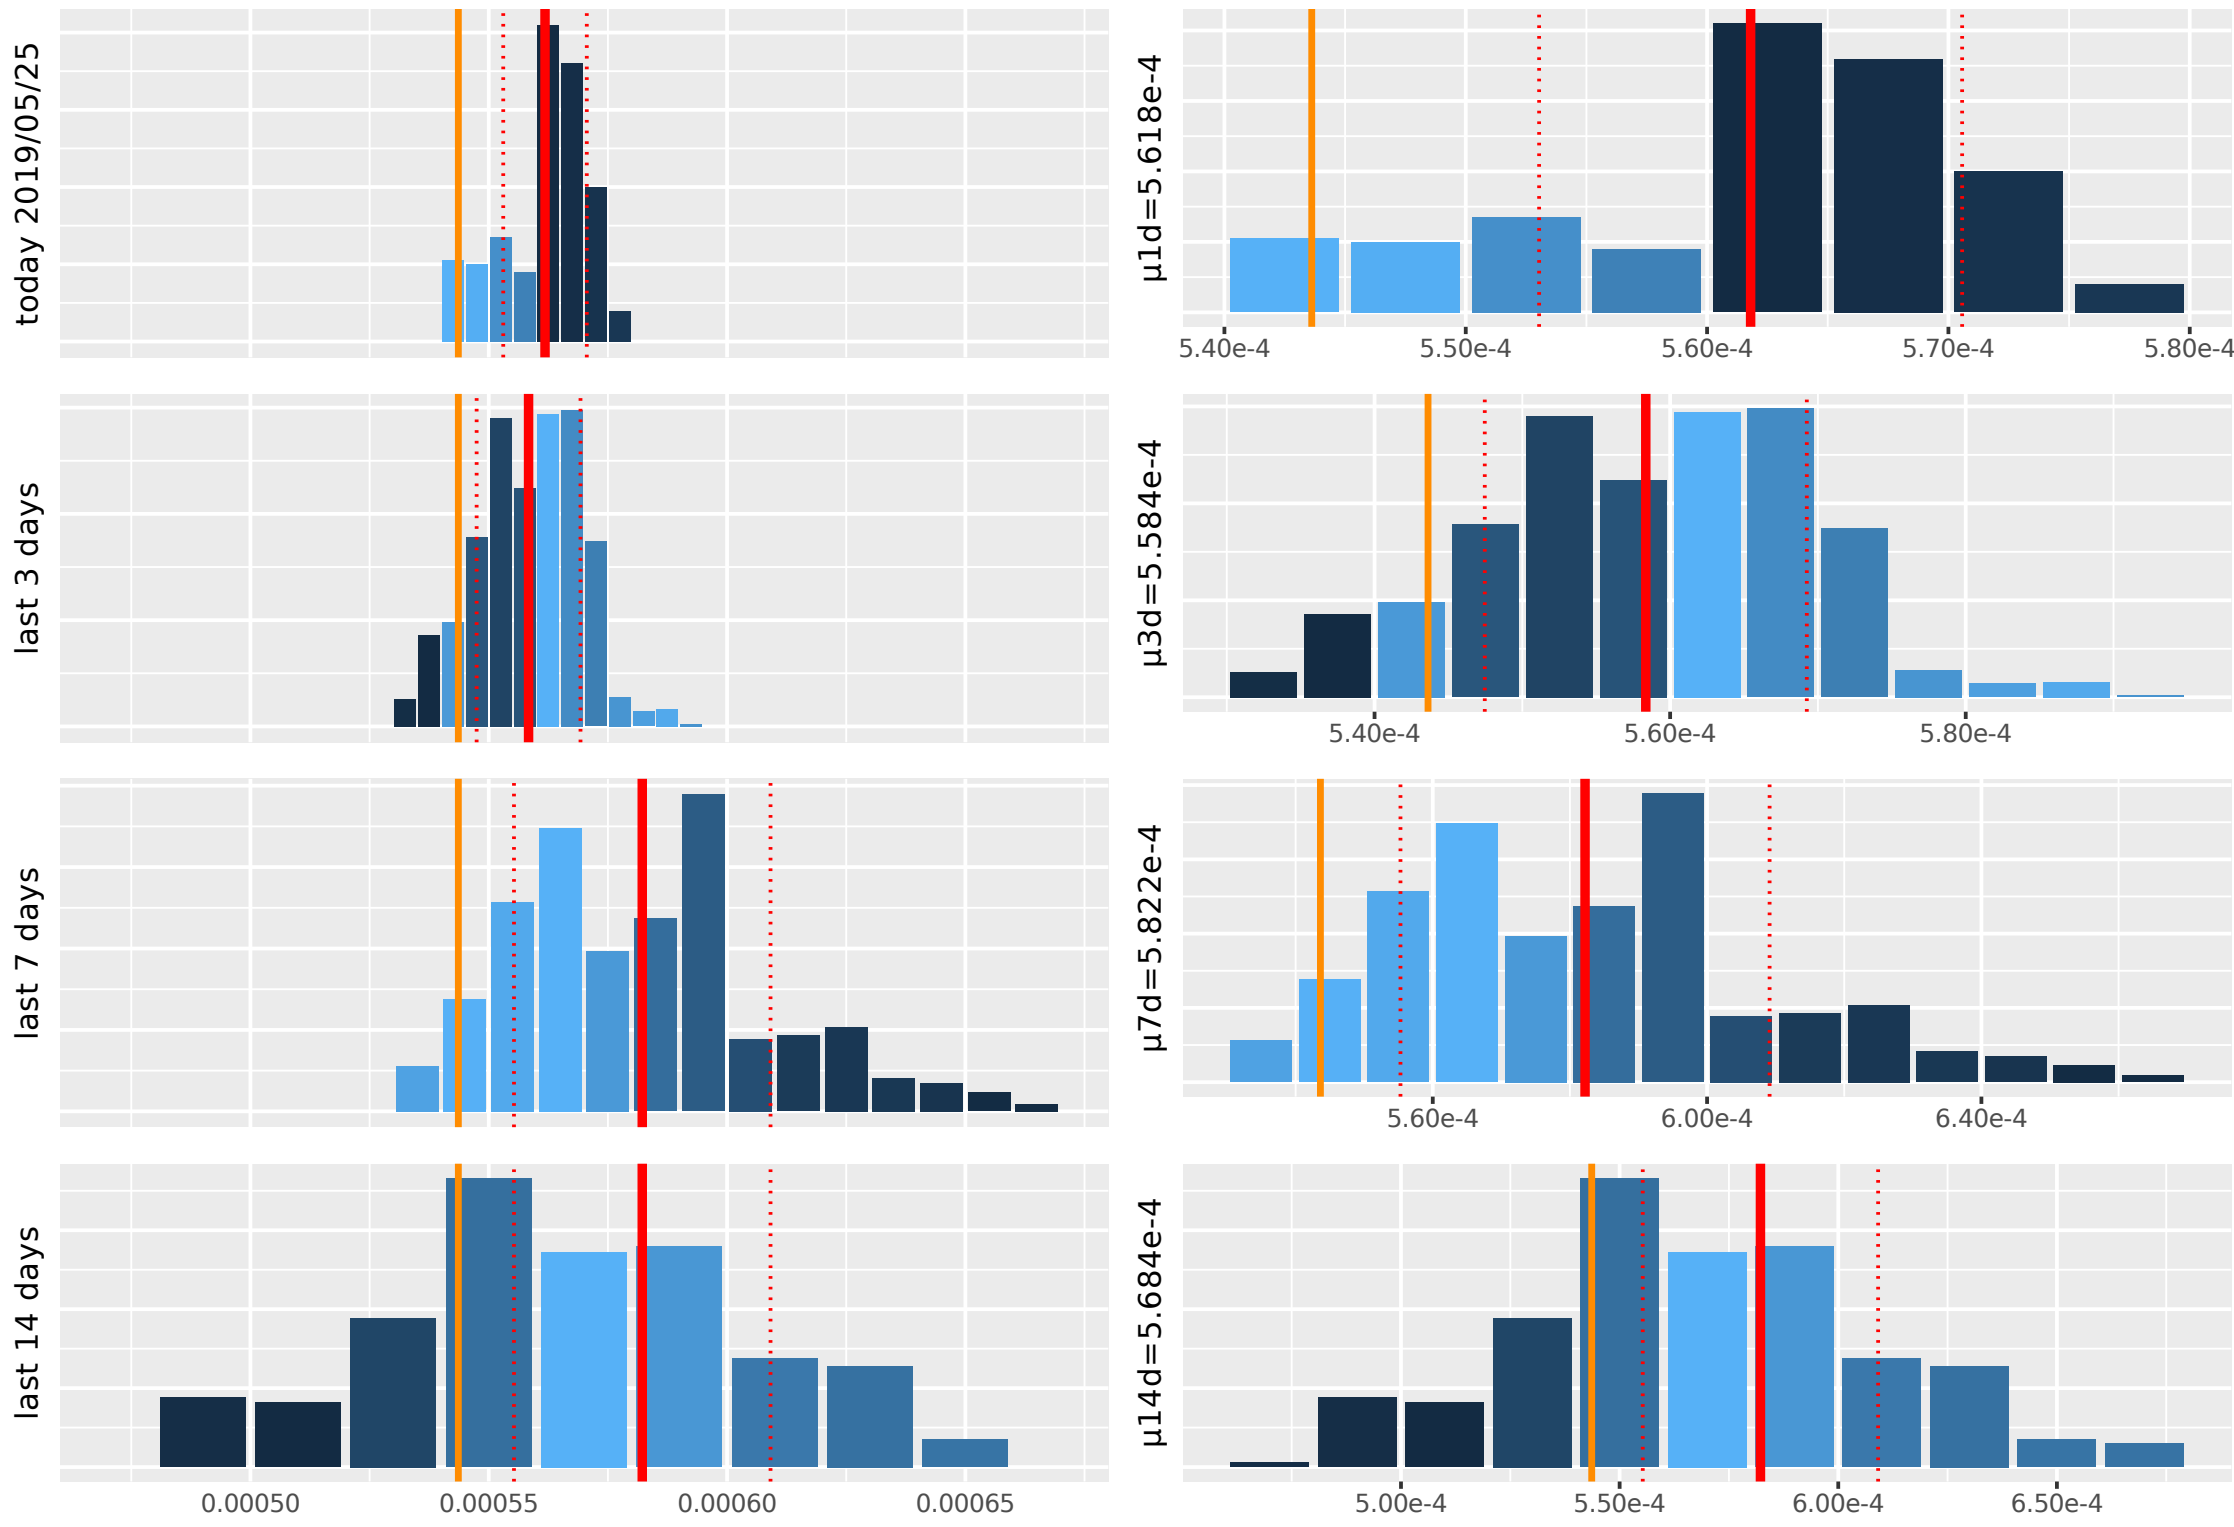 today 2019/05/25
μ1d=5.618e-4
5.40e-4 5.50e-4 5.60e-4 5.70e-4 5.80e-4
last 3 days
μ3d=5.584e-4
5.40e-4 5.60e-4 5.80e-4
last 7 days
μ7d=5.822e-4
5.60e-4 6.00e-4 6.40e-4
last 14 days
μ14d=5.684e-4
0.00050 0.00055 0.00060 0.00065
5.00e-4 5.50e-4 6.00e-4 6.50e-4